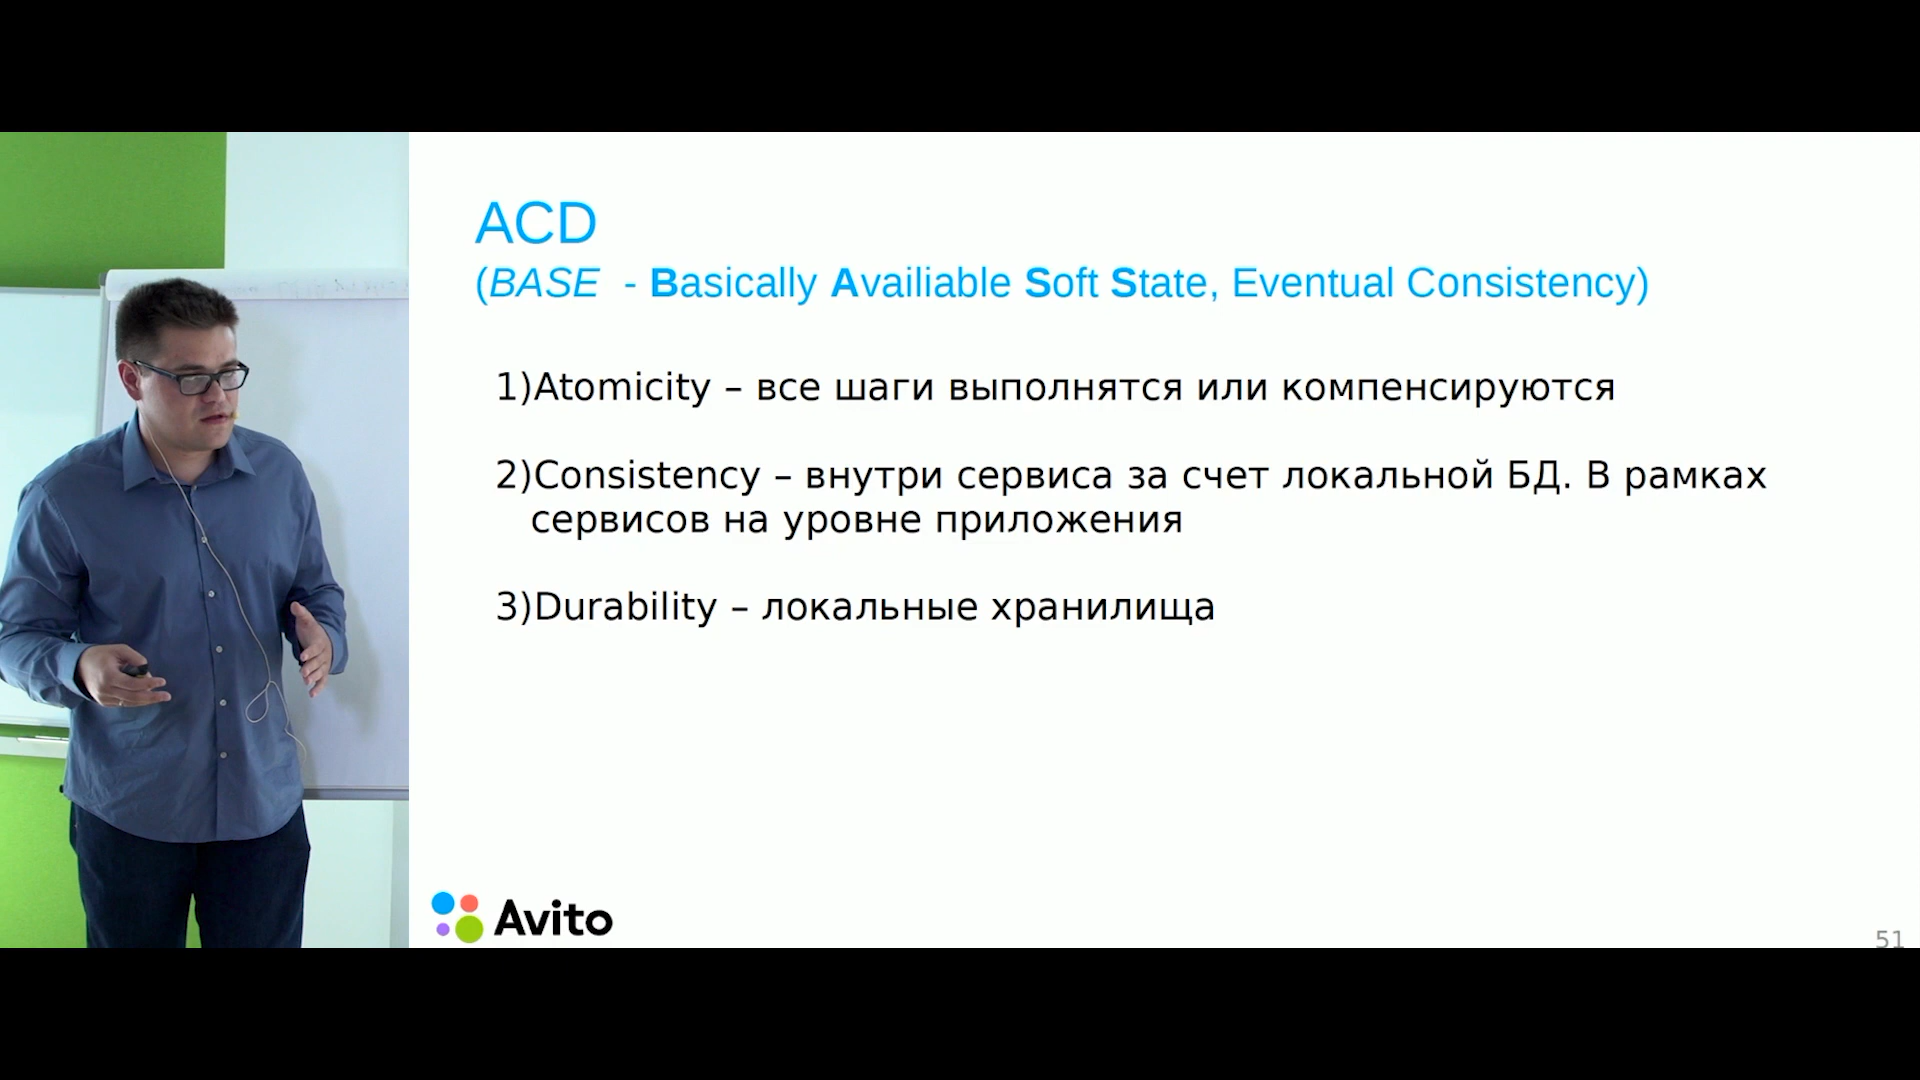 ACD
(BASE - Basically Availiable Soft State, Eventual Consistency)
1)Atomicity – все шаги выполнятся или компенсируются
2)Consistency – внутри сервиса за счет локальной БД. В рамках
сервисов на уровне приложения
3)Durability – локальные хранилища
Avito
51